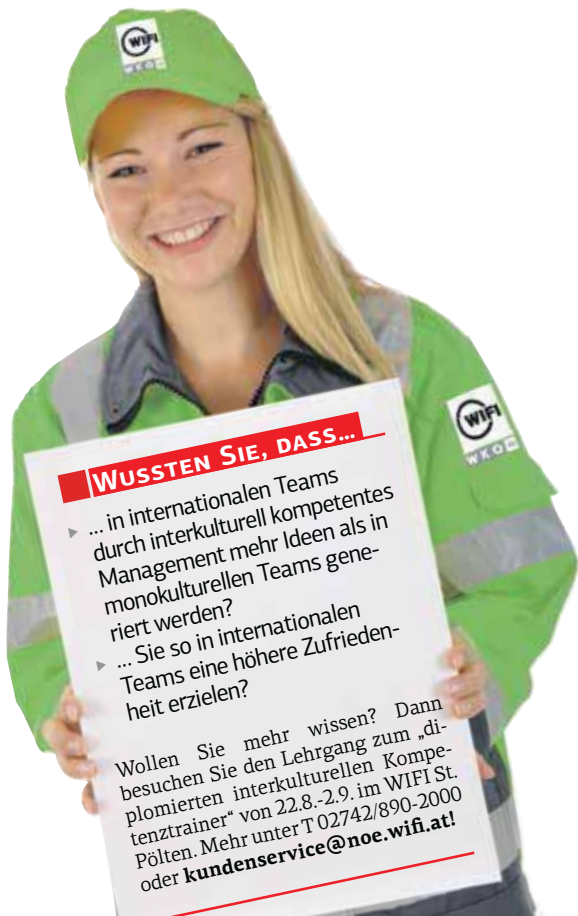 WIFI
WKO
WIFI
WKO
WUSSTEN SIE, DASS...
... in internationalen Teams
durch interkulturell kompetentes
Management mehr Ideen als in
monokulturellen Teams gene-
riert werden?
... Sie so in internationalen
Teams eine höhere Zufrieden-
heit erzielen?
Wollen Sie mehr wissen? Dann
besuchen Sie den Lehrgang zum „di-
plomierten interkulturellen Kompe-
tenztrainer“ von 22.8.-2.9. im WIFI St.
Pölten. Mehr unter T 02742/890-2000
oder kundenservice@noe.wifi.at!